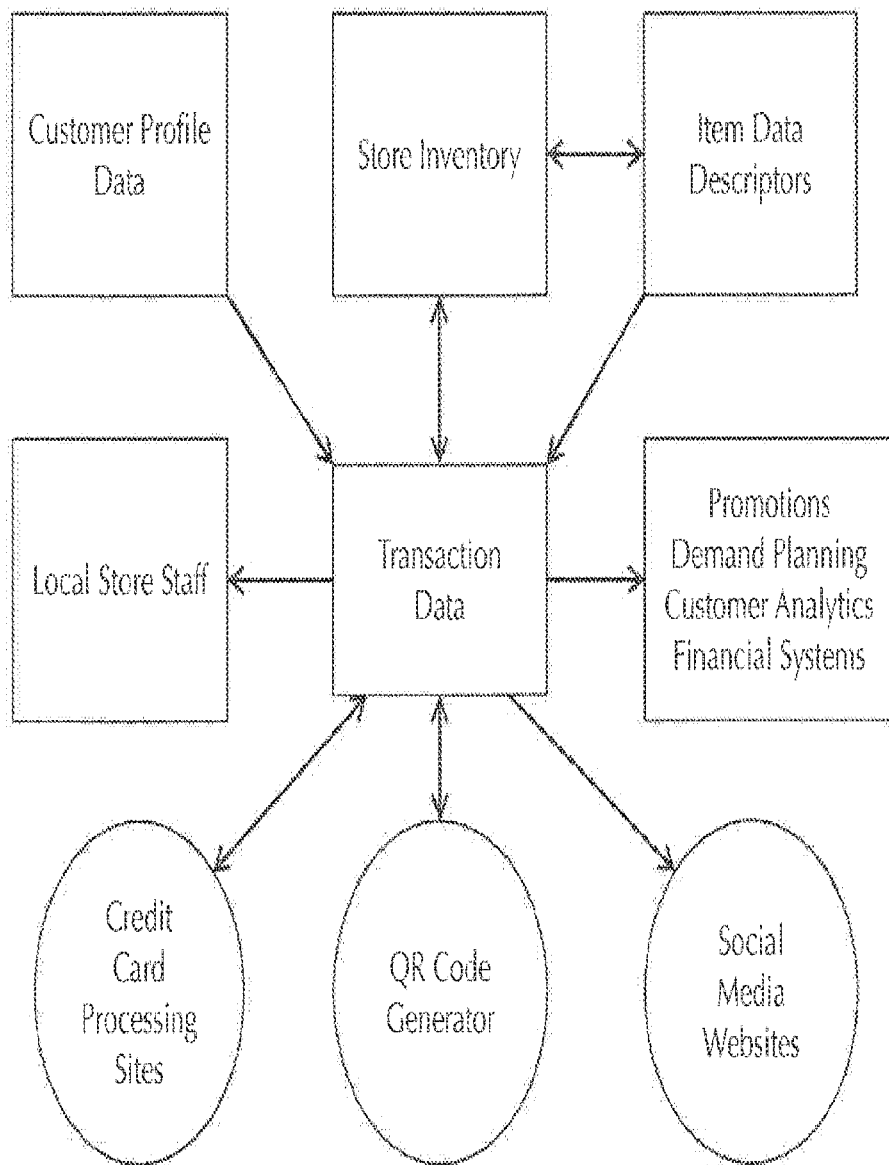 Customer Profile
Data
Store Inventory
Item Data
Descriptors
Local Store Staff
Transaction
Data
Promotions
Demand Planning
Customer Analytics
Financial Systems
Credit
Card
Processing
Sites
QR Code
Generator
Social
Media
Websites